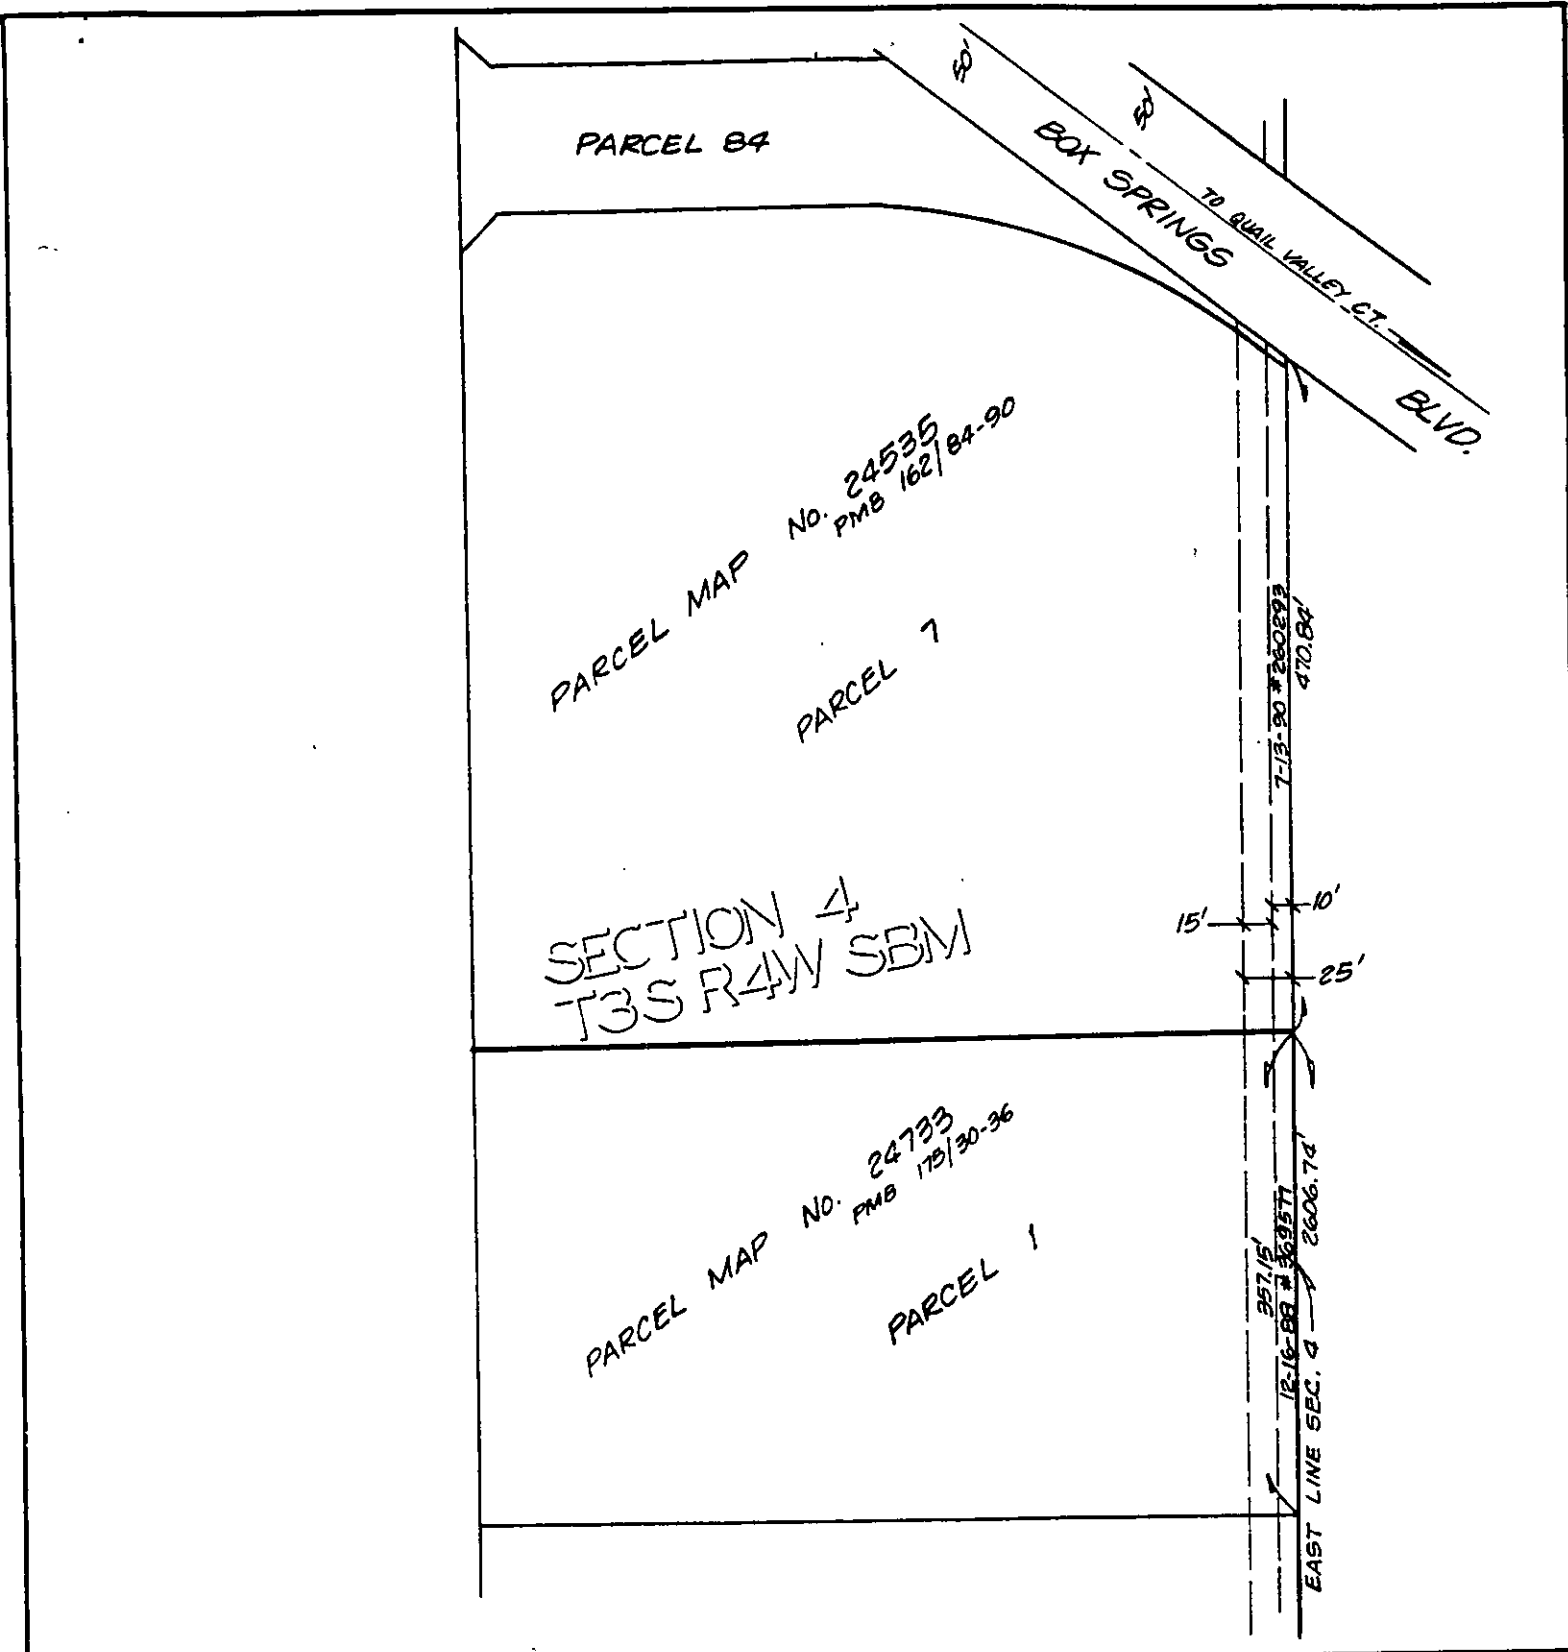 50'
50'
BOX SPRINGS
BLVD.
TO QUAIL VALLEY CT.
PARCEL 84
PARCEL MAP No. 24535
PMB 162/84-90
PARCEL 7
7-13-90 #260293
470.84'
10'
15'
25'
SECTION 4
T3S R4W SBM
PARCEL MAP NO. 24733
PMB 175/30-36
PARCEL 1
357.15'
12-16-88 #369577
EAST LINE SEC. 4
2606.74'